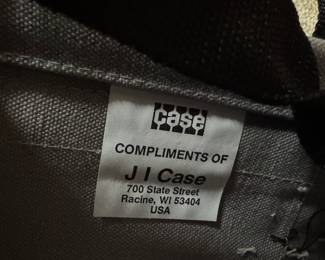 case
COMPLIMENTS OF
J I Case
700 State Street
Racine, WI 53404
USA